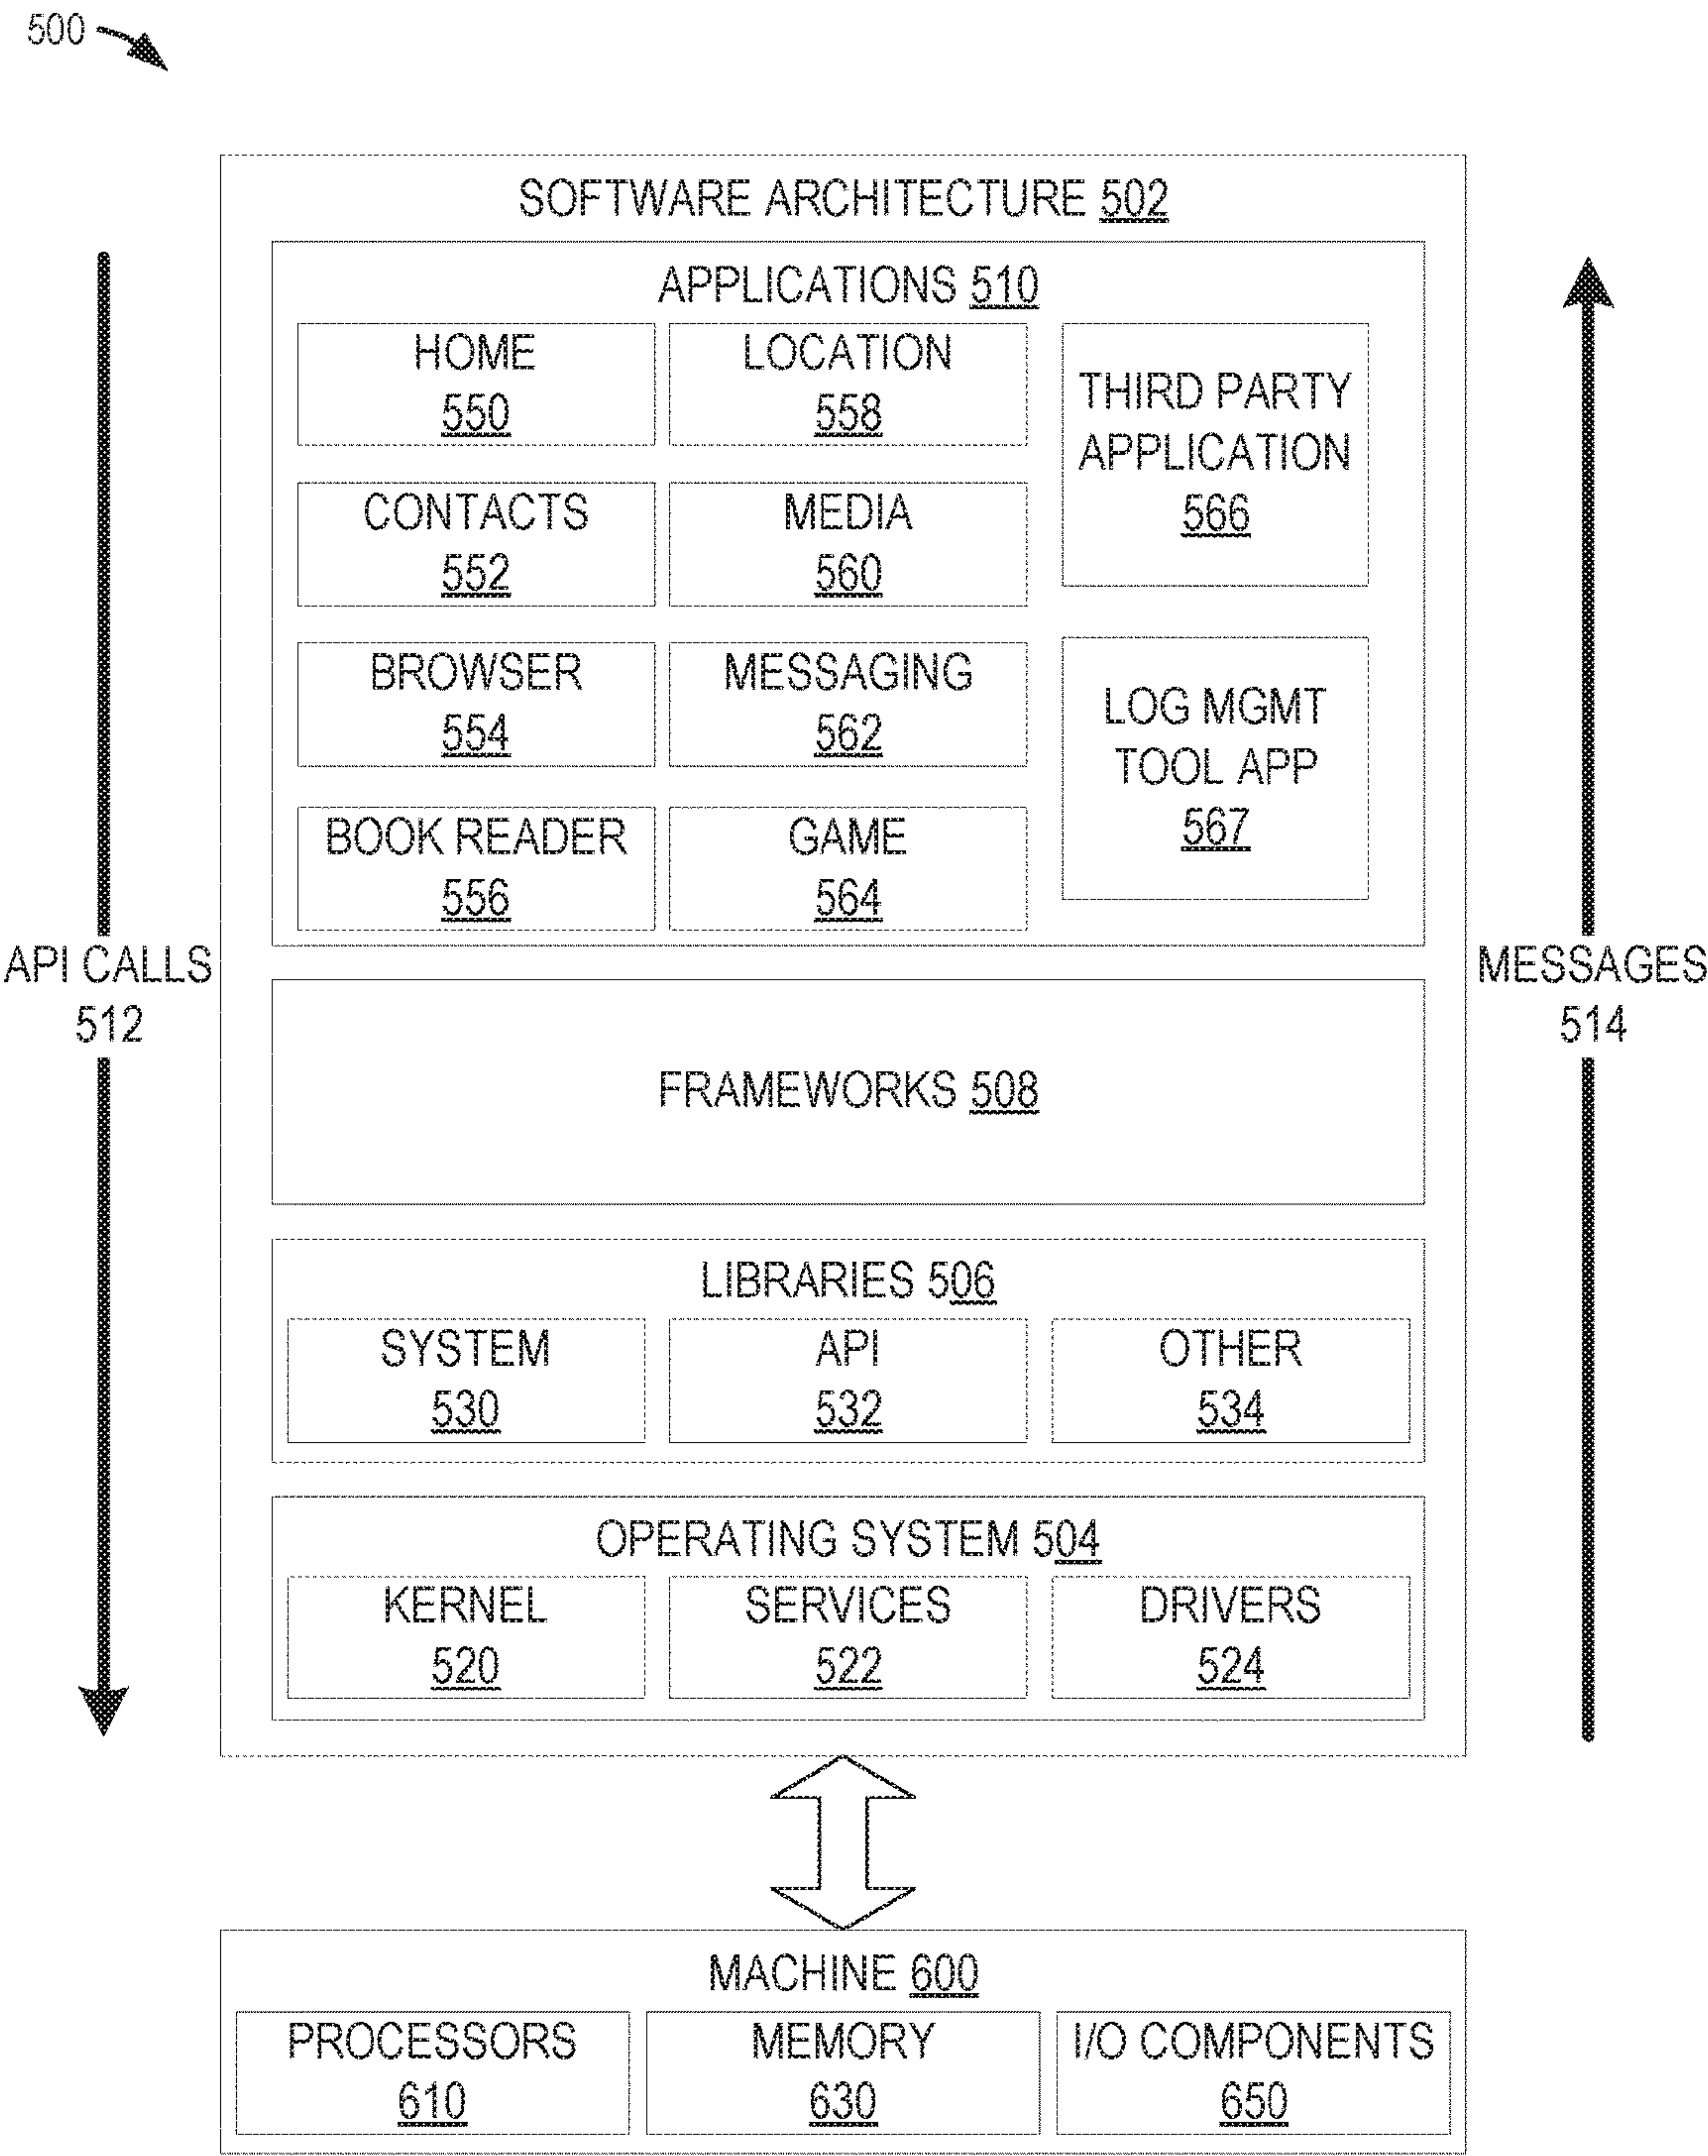 500
SOFTWARE ARCHITECTURE 502
APPLICATIONS 510
HOME
550
LOCATION
558
THIRD PARTY
APPLICATION
566
CONTACTS
552
MEDIA
560
BROWSER
554
MESSAGING
562
LOG MGMT
TOOL APP
567
BOOK READER
556
GAME
564
API CALLS
512
MESSAGES
514
FRAMEWORKS 508
LIBRARIES 506
SYSTEM
530
API
532
OTHER
534
OPERATING SYSTEM 504
KERNEL
520
SERVICES
522
DRIVERS
524
MACHINE 600
PROCESSORS
610
MEMORY
630
I/O COMPONENTS
650